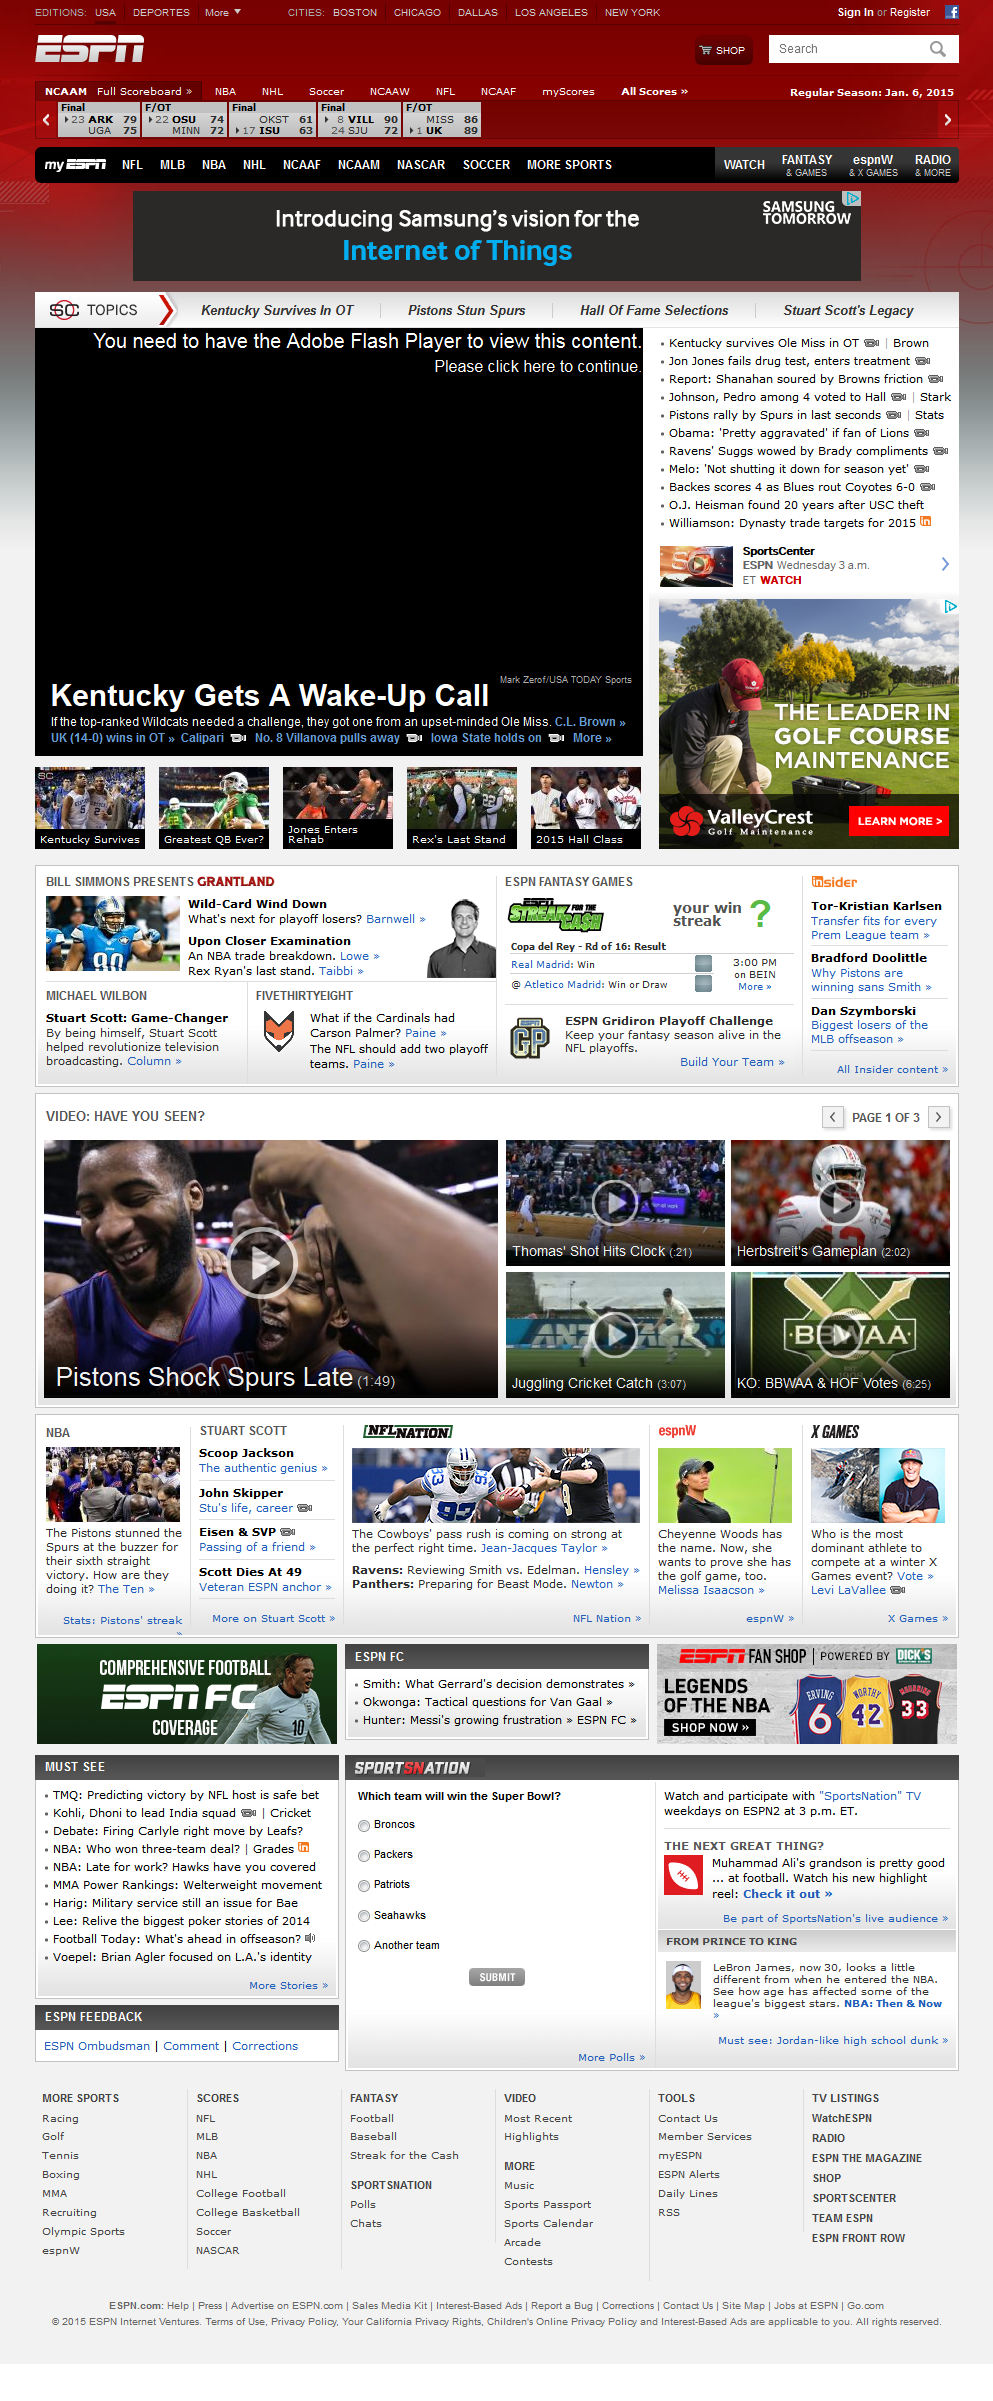 EDITIONS: USA DEPORTES More CITIES: BOSTON CHICAGO DALLAS LOS ANGELES NEW YORK Sign In or Register
ESPN SHOP Search
NCAAM Full Scoreboard » NBA NHL Soccer NCAAW NFL NCAAF myScores All Scores » Regular Season: Jan. 6, 2015
Final F/OT Final Final F/OT
23 ARK 79 22 OSU 74 OKST 61 8 VILL 90 MISS 86
UGA 75 MINN 72 17 ISU 63 24 SJU 72 1 UK 89
my ESPN NFL MLB NBA NHL NCAAF NCAAM NASCAR SOCCER MORE SPORTS WATCH FANTASY & GAMES espnW & X GAMES RADIO & MORE
Introducing Samsung's vision for the
Internet of Things
SAMSUNG
TOMORROW
SC TOPICS Kentucky Survives In OT Pistons Stun Spurs Hall Of Fame Selections Stuart Scott's Legacy
You need to have the Adobe Flash Player to view this content.
Please click here to continue.
Mark Zerof/USA TODAY Sports
Kentucky Gets A Wake-Up Call
If the top-ranked Wildcats needed a challenge, they got one from an upset-minded Ole Miss. C.L. Brown »
UK (14-0) wins in OT » Calipari No. 8 Villanova pulls away Iowa State holds on More »
SC
Kentucky Survives
Greatest QB Ever?
Jones Enters
Rehab
Rex's Last Stand
2015 Hall Class
Kentucky survives Ole Miss in OT | Brown
Jon Jones fails drug test, enters treatment
Report: Shanahan soured by Browns friction
Johnson, Pedro among 4 voted to Hall | Stark
Pistons rally by Spurs in last seconds | Stats
Obama: 'Pretty aggravated' if fan of Lions
Ravens' Suggs wowed by Brady compliments
Melo: 'Not shutting it down for season yet'
Backes scores 4 as Blues rout Coyotes 6-0
O.J. Heisman found 20 years after USC theft
Williamson: Dynasty trade targets for 2015 in
SportsCenter
ESPN Wednesday 3 a.m.
ET WATCH
THE LEADER IN
GOLF COURSE
MAINTENANCE
ValleyCrest
Golf Maintenance
LEARN MORE >
BILL SIMMONS PRESENTS GRANTLAND
Wild-Card Wind Down
What's next for playoff losers? Barnwell »
Upon Closer Examination
An NBA trade breakdown. Lowe »
Rex Ryan's last stand. Taibbi »
MICHAEL WILBON
Stuart Scott: Game-Changer
By being himself, Stuart Scott
helped revolutionize television
broadcasting. Column »
FIVETHIRTYEIGHT
What if the Cardinals had
Carson Palmer? Paine »
The NFL should add two playoff
teams. Paine »
ESPN FANTASY GAMES
STREAK FOR THE CASH
your win
streak ?
Copa del Rey - Rd of 16: Result
Real Madrid: Win
@ Atletico Madrid: Win or Draw
3:00 PM
on BEIN
More »
GP
ESPN Gridiron Playoff Challenge
Keep your fantasy season alive in the
NFL playoffs.
Build Your Team »
Insider
Tor-Kristian Karlsen
Transfer fits for every
Prem League team »
Bradford Doolittle
Why Pistons are
winning sans Smith »
Dan Szymborski
Biggest losers of the
MLB offseason »
All Insider content »
VIDEO: HAVE YOU SEEN? PAGE 1 OF 3
Pistons Shock Spurs Late (1:49)
Thomas' Shot Hits Clock (:21)
Herbstreit's Gameplan (2:02)
Juggling Cricket Catch (3:07)
BBWAA
KO: BBWAA & HOF Votes (6:25)
NBA
The Pistons stunned the
Spurs at the buzzer for
their sixth straight
victory. How are they
doing it? The Ten »
Stats: Pistons' streak
»
STUART SCOTT
Scoop Jackson
The authentic genius »
John Skipper
Stu's life, career
Eisen & SVP
Passing of a friend »
Scott Dies At 49
Veteran ESPN anchor »
More on Stuart Scott »
NFL NATION
93
9
The Cowboys' pass rush is coming on strong at
the perfect right time. Jean-Jacques Taylor »
Ravens: Reviewing Smith vs. Edelman. Hensley »
Panthers: Preparing for Beast Mode. Newton »
NFL Nation »
espnW
Cheyenne Woods has
the name. Now, she
wants to prove she has
the golf game, too.
Melissa Isaacson »
espnW »
X GAMES
Who is the most
dominant athlete to
compete at a winter X
Games event? Vote »
Levi LaVallee
X Games »
COMPREHENSIVE FOOTBALL
ESPN FC
COVERAGE
10
ESPN FC
Smith: What Gerrard's decision demonstrates »
Okwonga: Tactical questions for Van Gaal »
Hunter: Messi's growing frustration » ESPN FC »
ESPN FAN SHOP | POWERED BY DICK'S
LEGENDS
OF THE NBA
SHOP NOW »
ERVING 6
WORTHY 42
33
MUST SEE
TMQ: Predicting victory by NFL host is safe bet
Kohli, Dhoni to lead India squad | Cricket
Debate: Firing Carlyle right move by Leafs?
NBA: Who won three-team deal? | Grades in
NBA: Late for work? Hawks have you covered
MMA Power Rankings: Welterweight movement
Harig: Military service still an issue for Bae
Lee: Relive the biggest poker stories of 2014
Football Today: What's ahead in offseason?
Voepel: Brian Agler focused on L.A.'s identity
More Stories »
ESPN FEEDBACK
ESPN Ombudsman | Comment | Corrections
SPORTSNATION
Which team will win the Super Bowl?
Broncos
Packers
Patriots
Seahawks
Another team
SUBMIT
More Polls »
Watch and participate with "SportsNation" TV
weekdays on ESPN2 at 3 p.m. ET.
THE NEXT GREAT THING?
Muhammad Ali's grandson is pretty good
... at football. Watch his new highlight
reel: Check it out »
Be part of SportsNation's live audience »
FROM PRINCE TO KING
LeBron James, now 30, looks a little
different from when he entered the NBA.
See how age has affected some of the
league's biggest stars. NBA: Then & Now
»
Must see: Jordan-like high school dunk »
MORE SPORTS
Racing
Golf
Tennis
Boxing
MMA
Recruiting
Olympic Sports
espnW
SCORES
NFL
MLB
NBA
NHL
College Football
College Basketball
Soccer
NASCAR
FANTASY
Football
Baseball
Streak for the Cash
SPORTSNATION
Polls
Chats
VIDEO
Most Recent
Highlights
MORE
Music
Sports Passport
Sports Calendar
Arcade
Contests
TOOLS
Contact Us
Member Services
myESPN
ESPN Alerts
Daily Lines
RSS
TV LISTINGS
WatchESPN
RADIO
ESPN THE MAGAZINE
SHOP
SPORTSCENTER
TEAM ESPN
ESPN FRONT ROW
ESPN.com: Help | Press | Advertise on ESPN.com | Sales Media Kit | Interest-Based Ads | Report a Bug | Corrections | Contact Us | Site Map | Jobs at ESPN | Go.com
© 2015 ESPN Internet Ventures. Terms of Use, Privacy Policy, Your California Privacy Rights, Children's Online Privacy Policy and Interest-Based Ads are applicable to you. All rights reserved.